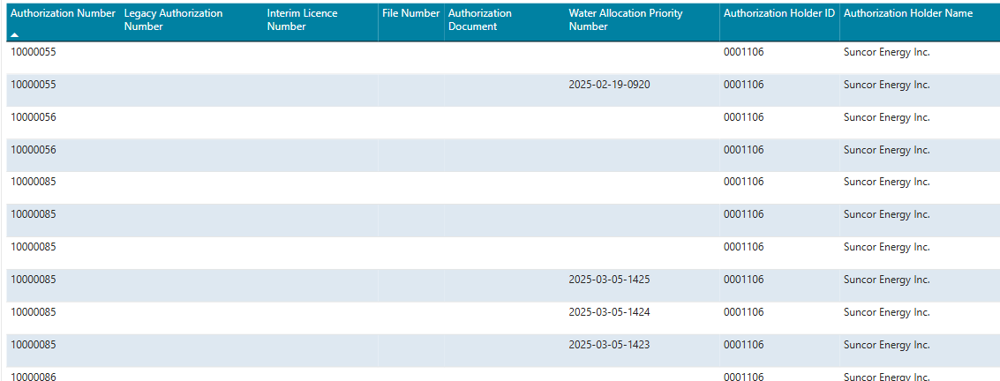 Authorization Number Legacy Authorization Number Interim Licence Number File Number Authorization Document Water Allocation Priority Number Authorization Holder ID Authorization Holder Name
10000055 0001106 Suncor Energy Inc.
10000055 2025-02-19-0920 0001106 Suncor Energy Inc.
10000056 0001106 Suncor Energy Inc.
10000056 0001106 Suncor Energy Inc.
10000085 0001106 Suncor Energy Inc.
10000085 0001106 Suncor Energy Inc.
10000085 0001106 Suncor Energy Inc.
10000085 2025-03-05-1425 0001106 Suncor Energy Inc.
10000085 2025-03-05-1424 0001106 Suncor Energy Inc.
10000085 2025-03-05-1423 0001106 Suncor Energy Inc.
10000086 0001106 Suncor Energy Inc.